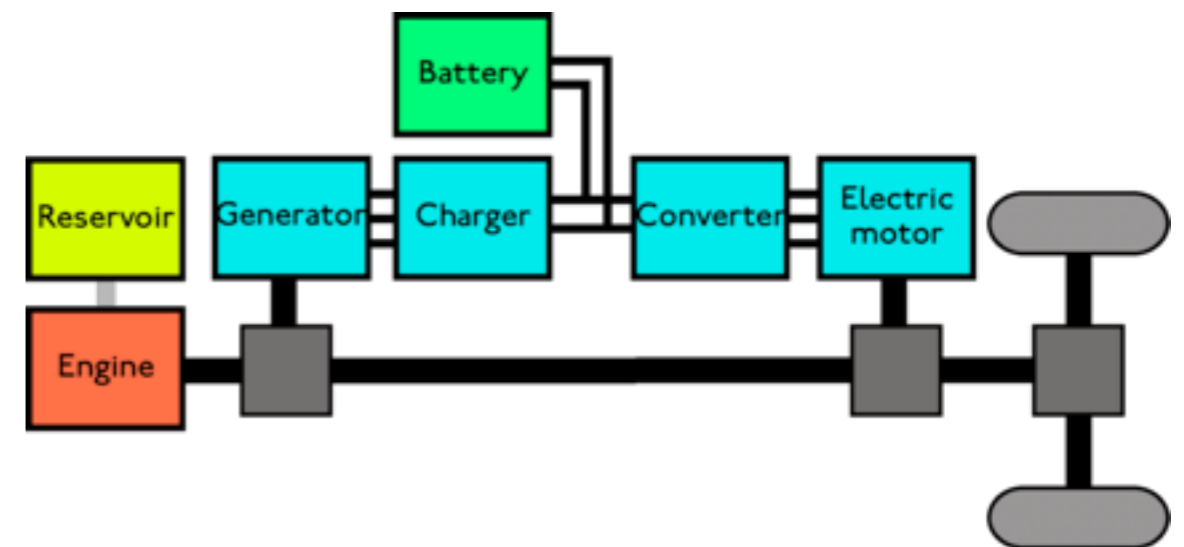 Battery
Reservoir
Generator
Charger
Converter
Electric
motor
Engine